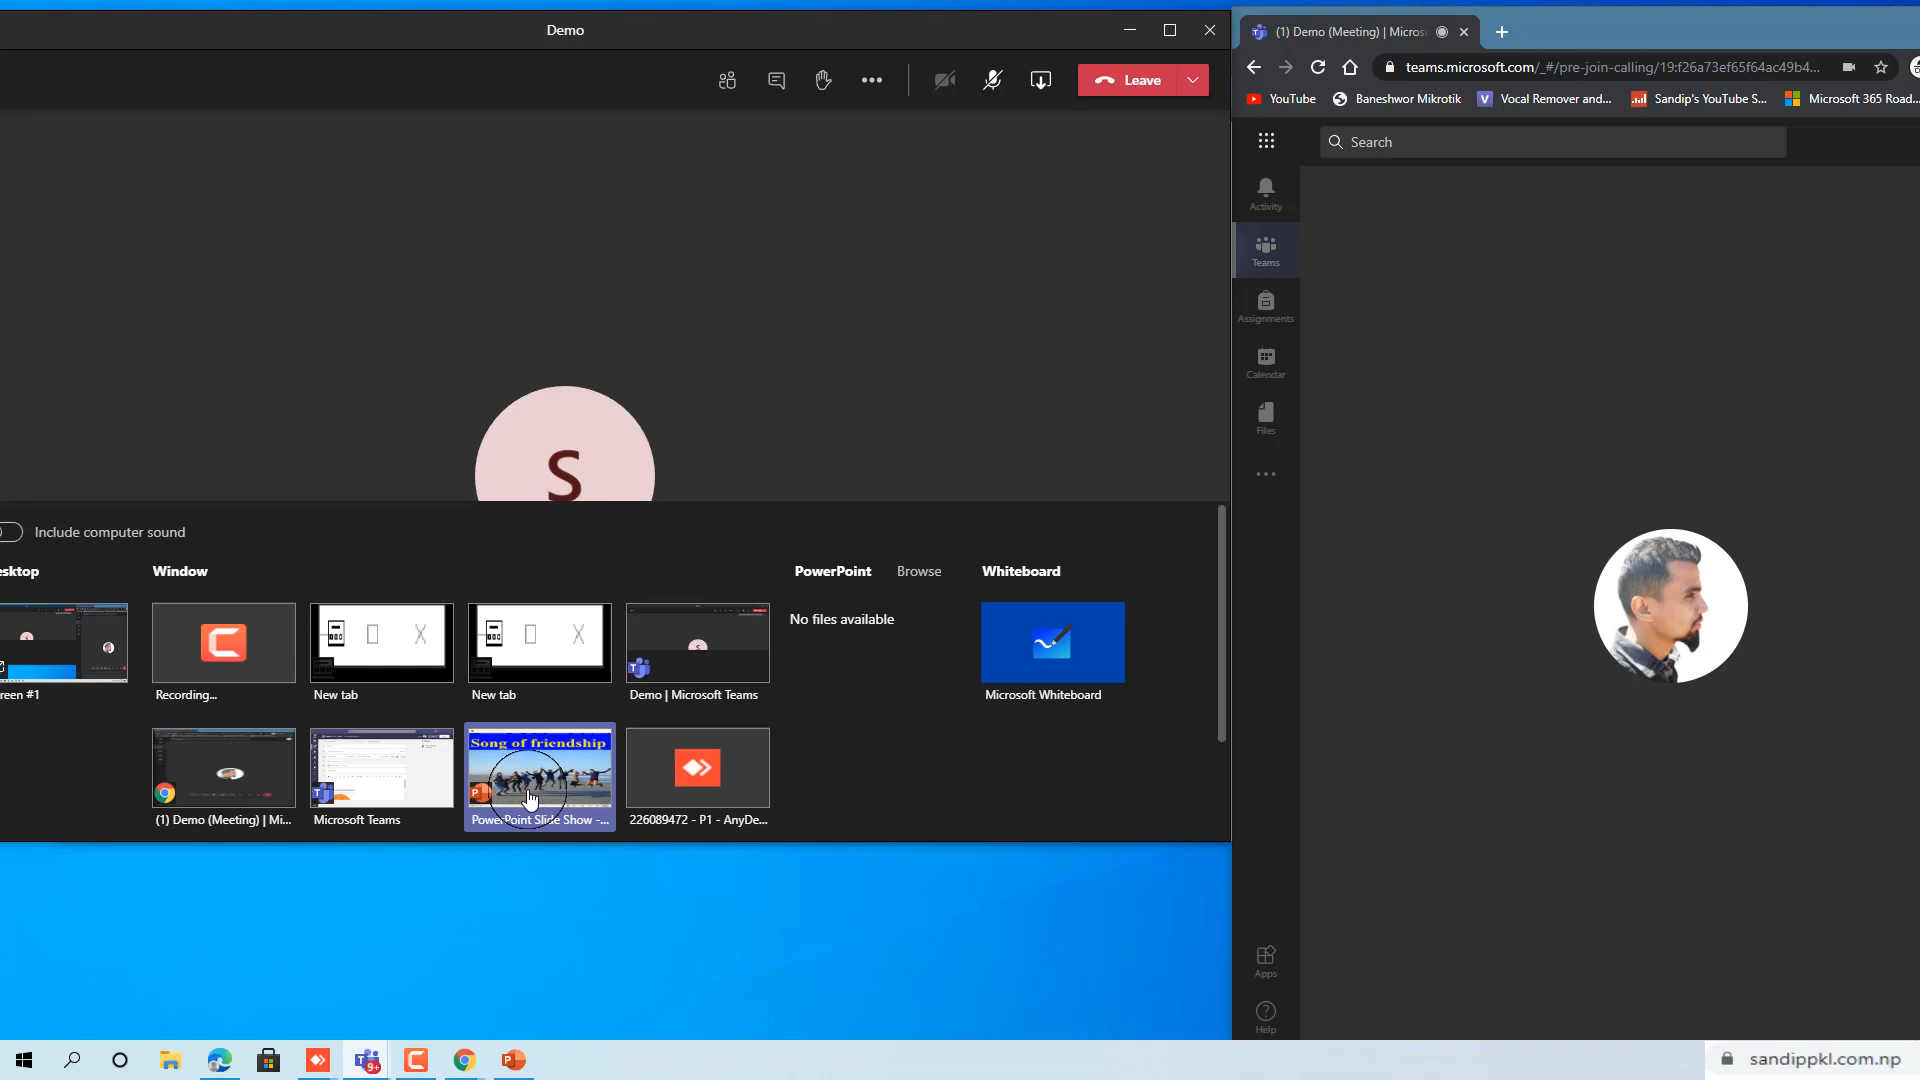 Demo
Leave
(1) Demo (Meeting) | Micros
teams.microsoft.com/_#/pre-join-calling/19:f26a73ef65f64ac49b4...
YouTube
Baneshwor Mikrotik
Vocal Remover and...
Sandip's YouTube S...
Microsoft 365 Road...
Search
Activity
Teams
Assignments
Calendar
Files
Apps
Help
S
Include computer sound
esktop
Window
PowerPoint
Browse
Whiteboard
No files available
reen #1
Recording...
New tab
New tab
Demo | Microsoft Teams
Microsoft Whiteboard
Song of friendship
(1) Demo (Meeting) | Mi...
Microsoft Teams
PowerPoint Slide Show -...
226089472 - P1 - AnyDe...
9+
sandippkl.com.np